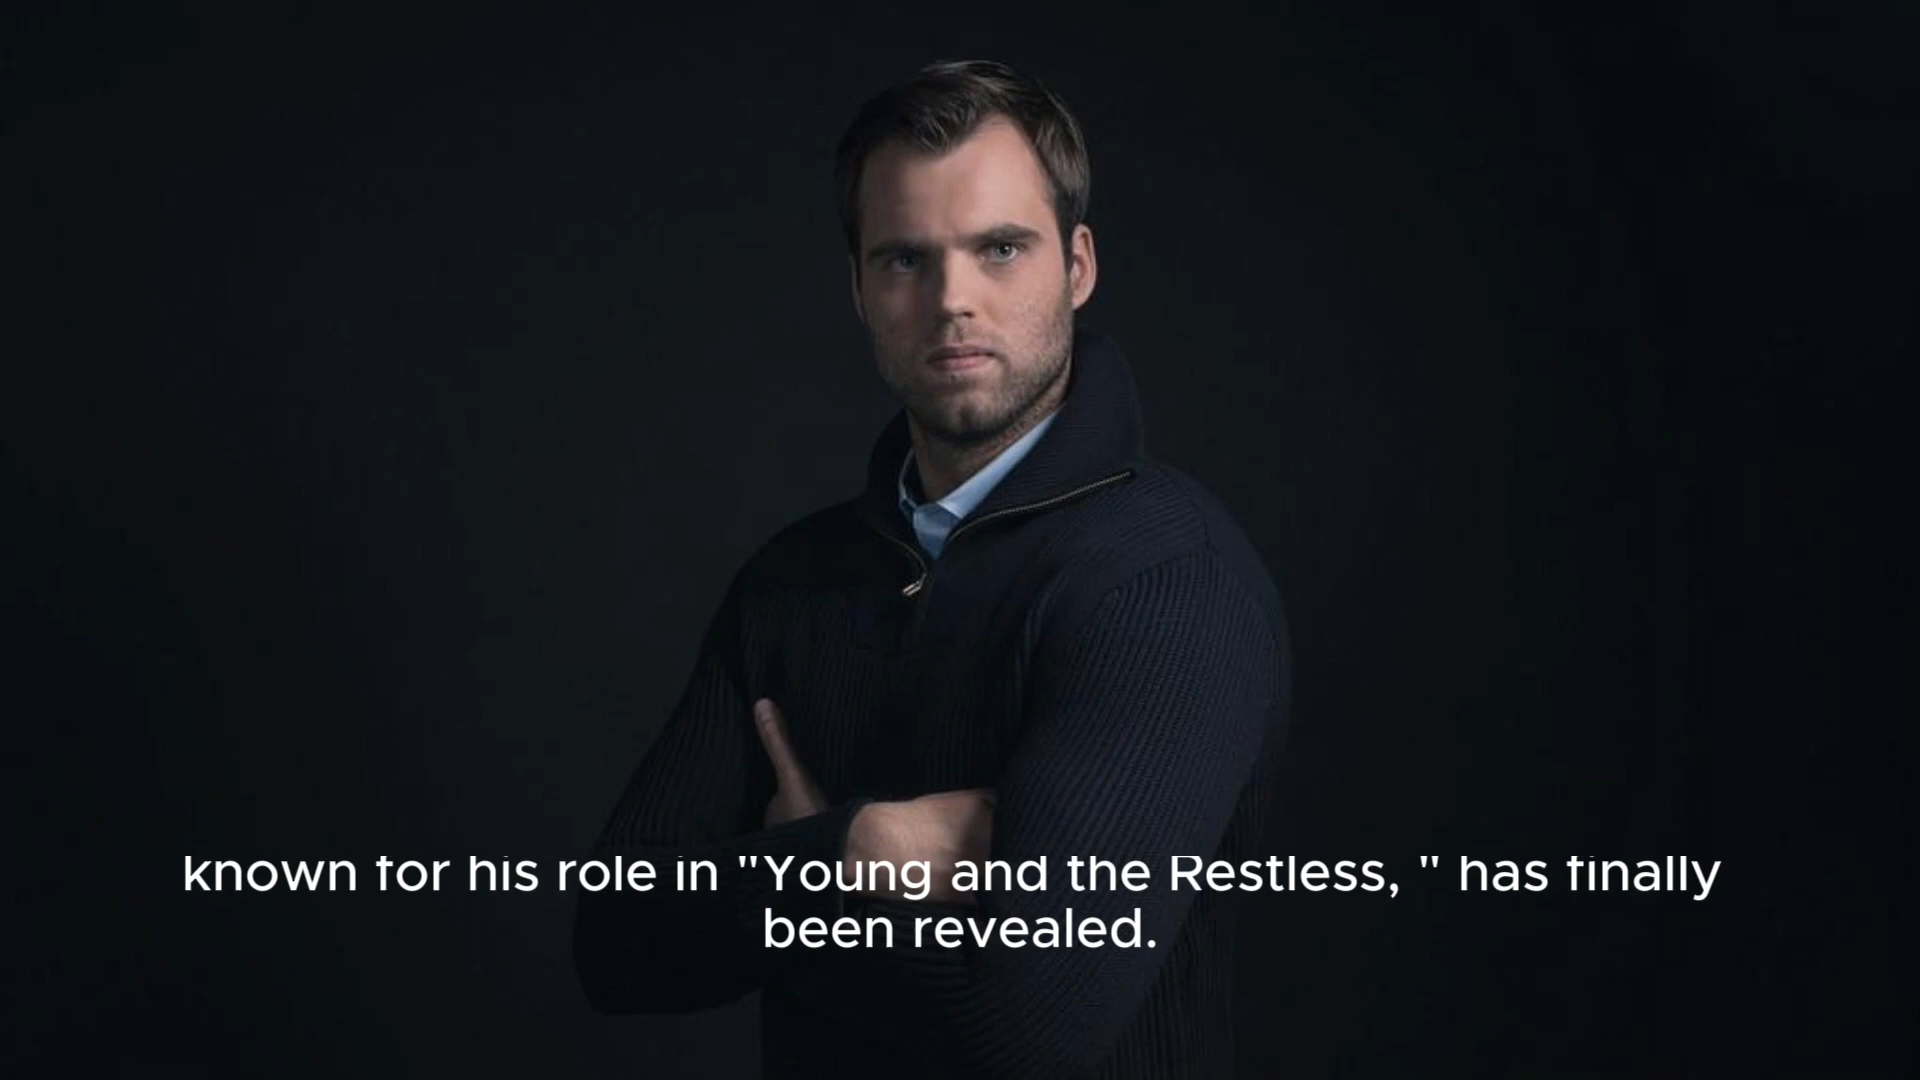 known for his role in "Young and the Restless, " has finally
been revealed.